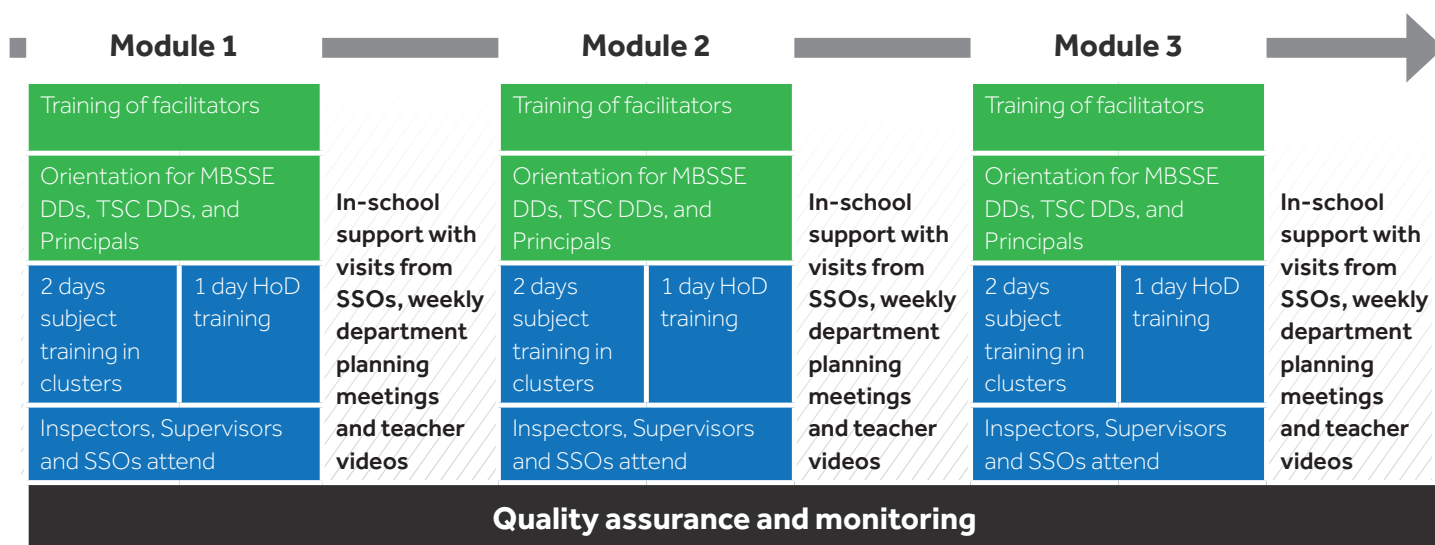 Module 1
Module 2
Module 3
Training of facilitators
Orientation for MBSSE
DDs, TSC DDs, and
Principals
2 days
subject
training in
clusters
1 day HoD
training
Inspectors, Supervisors
and SSOs attend
In-school
support with
visits from
SSOs, weekly
department
planning
meetings
and teacher
videos
Training of facilitators
Orientation for MBSSE
DDs, TSC DDs, and
Principals
2 days
subject
training in
clusters
1 day HoD
training
Inspectors, Supervisors
and SSOs attend
In-school
support with
visits from
SSOs, weekly
department
planning
meetings
and teacher
videos
Training of facilitators
Orientation for MBSSE
DDs, TSC DDs, and
Principals
2 days
subject
training in
clusters
1 day HoD
training
Inspectors, Supervisors
and SSOs attend
In-school
support with
visits from
SSOs, weekly
department
planning
meetings
and teacher
videos
Quality assurance and monitoring